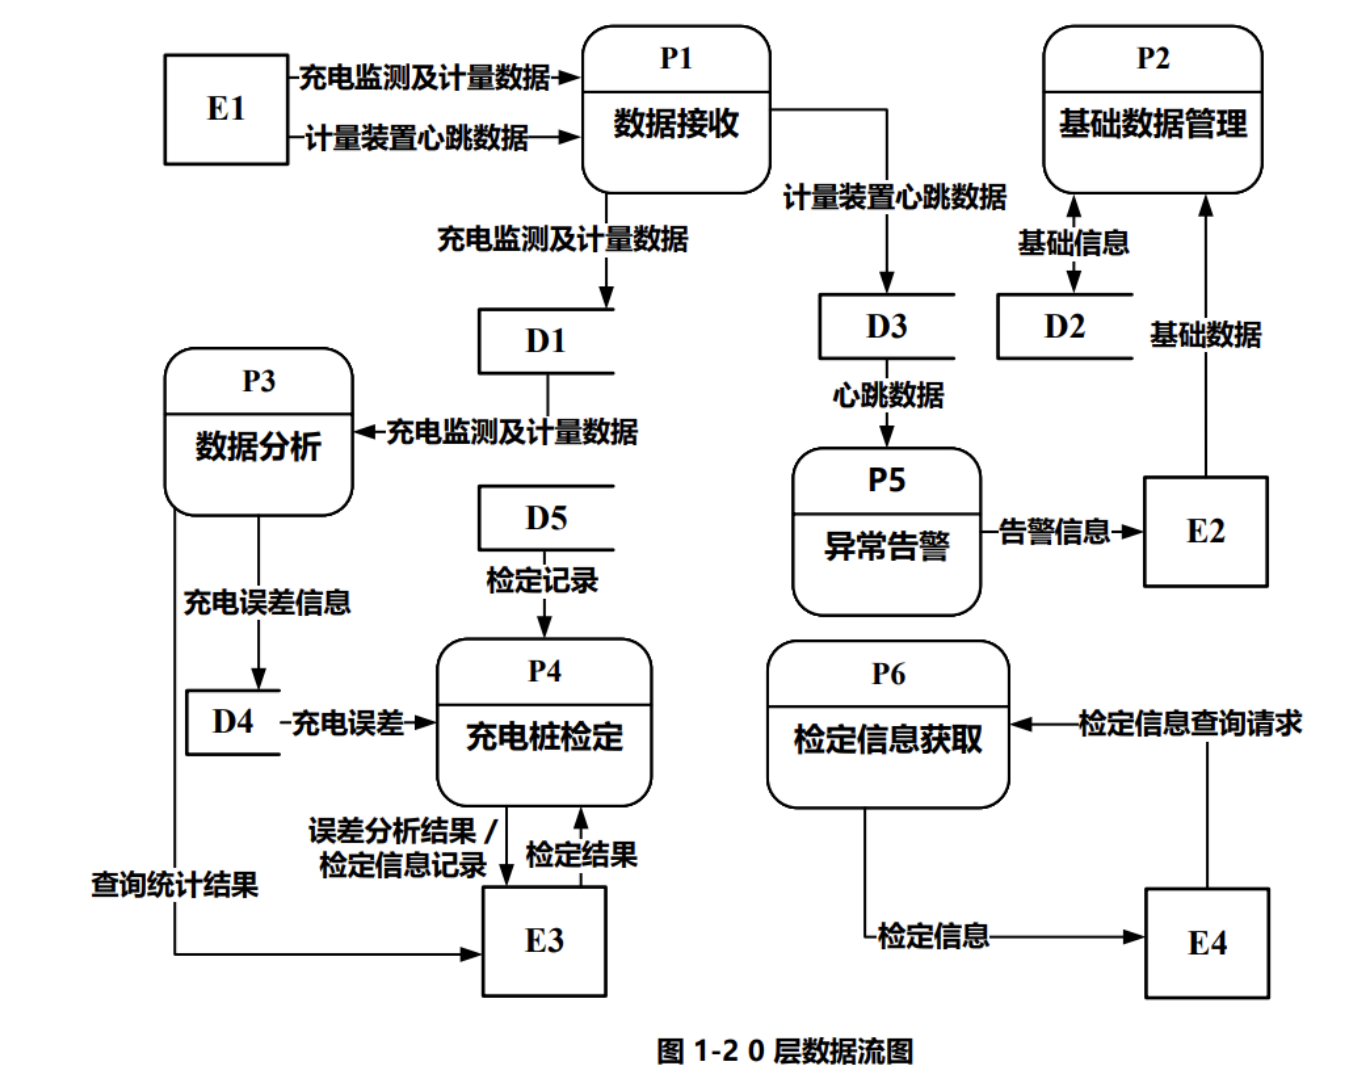 E1
充电监测及计量数据
计量装置心跳数据
P1
数据接收
P2
基础数据管理
计量装置心跳数据
充电监测及计量数据
基础信息
D1
D3
D2
基础数据
P3
数据分析
心跳数据
充电监测及计量数据
P5
异常告警
D5
告警信息
E2
检定记录
充电误差信息
P4
充电桩检定
P6
检定信息获取
D4
充电误差
检定信息查询请求
误差分析结果 /
检定信息记录
检定结果
查询统计结果
E3
检定信息
E4
图 1-2 0 层数据流图